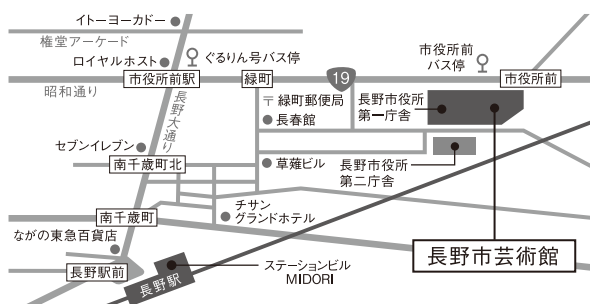 イトーヨーカドー
権堂アーケード
ロイヤルホスト
ぐるりん号バス停
市役所前
バス停
市役所前駅
緑町
19
市役所前
昭和通り
長野大通り
〒緑町郵便局
長春館
長野市役所
第一庁舎
セブンイレブン
南千歳町北
草薙ビル
長野市役所
第二庁舎
南千歳町
チサン
グランドホテル
ながの東急百貨店
長野市芸術館
長野駅前
長野駅
ステーションビル
MIDORI